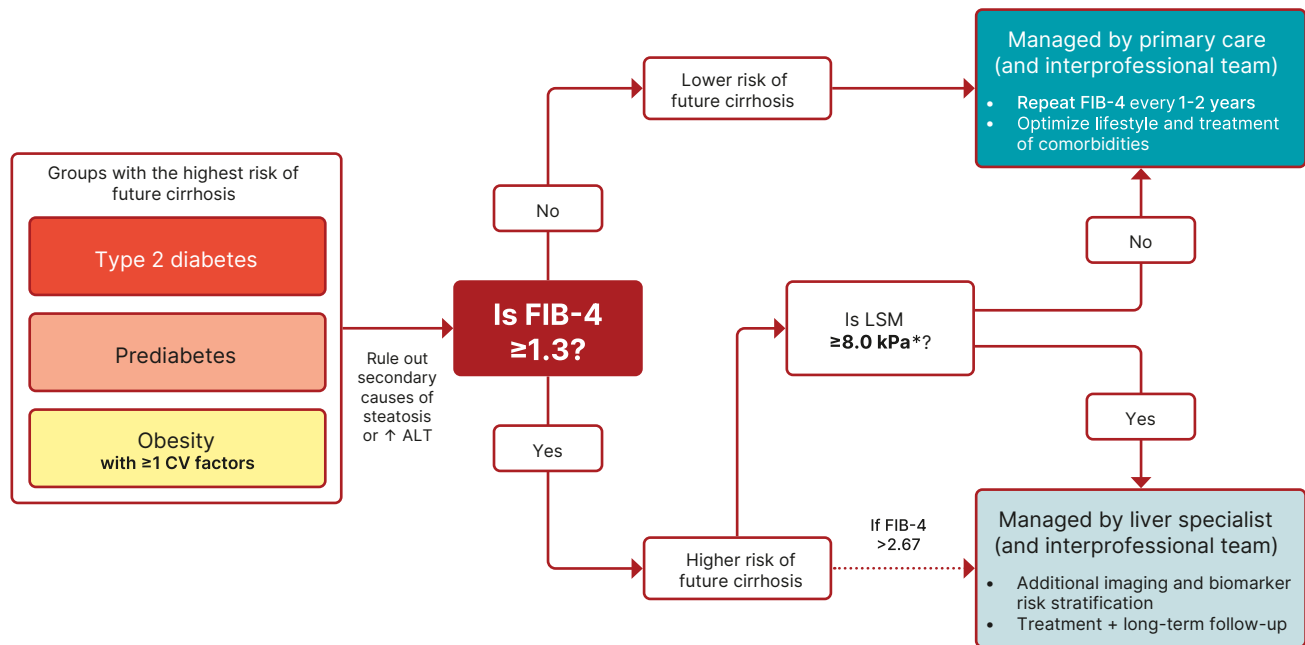 Groups with the highest risk of
future cirrhosis
Type 2 diabetes
Prediabetes
Obesity
with ≥1 CV factors
Rule out
secondary
causes of
steatosis
or ↑ ALT
Is FIB-4
≥1.3?
No
Yes
Lower risk of
future cirrhosis
Higher risk of
future cirrhosis
Is LSM
≥8.0 kPa*?
If FIB-4
>2.67
No
Yes
Managed by primary care
(and interprofessional team)
• Repeat FIB-4 every 1-2 years
• Optimize lifestyle and treatment
of comorbidities
Managed by liver specialist
(and interprofessional team)
• Additional imaging and biomarker
risk stratification
• Treatment + long-term follow-up